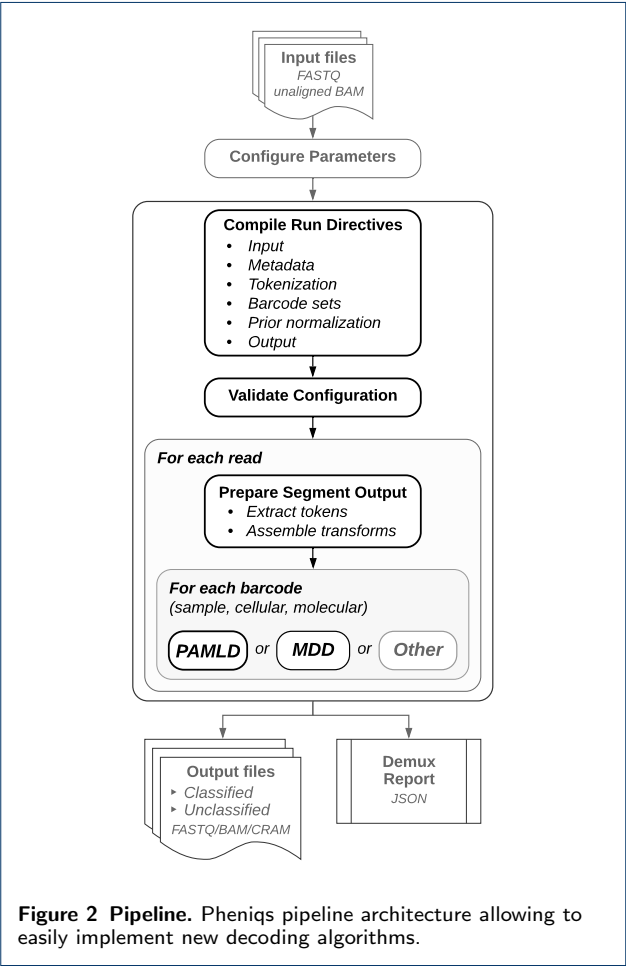 Input files
FASTQ
unaligned BAM
Configure Parameters
Compile Run Directives
• Input
• Metadata
• Tokenization
• Barcode sets
• Prior normalization
• Output
Validate Configuration
For each read
Prepare Segment Output
• Extract tokens
• Assemble transforms
For each barcode
(sample, cellular, molecular)
PAMLD or MDD or Other
Output files
‣ Classified
‣ Unclassified
FASTQ/BAM/CRAM
Demux
Report
JSON
Figure 2 Pipeline. Pheniqs pipeline architecture allowing to
easily implement new decoding algorithms.